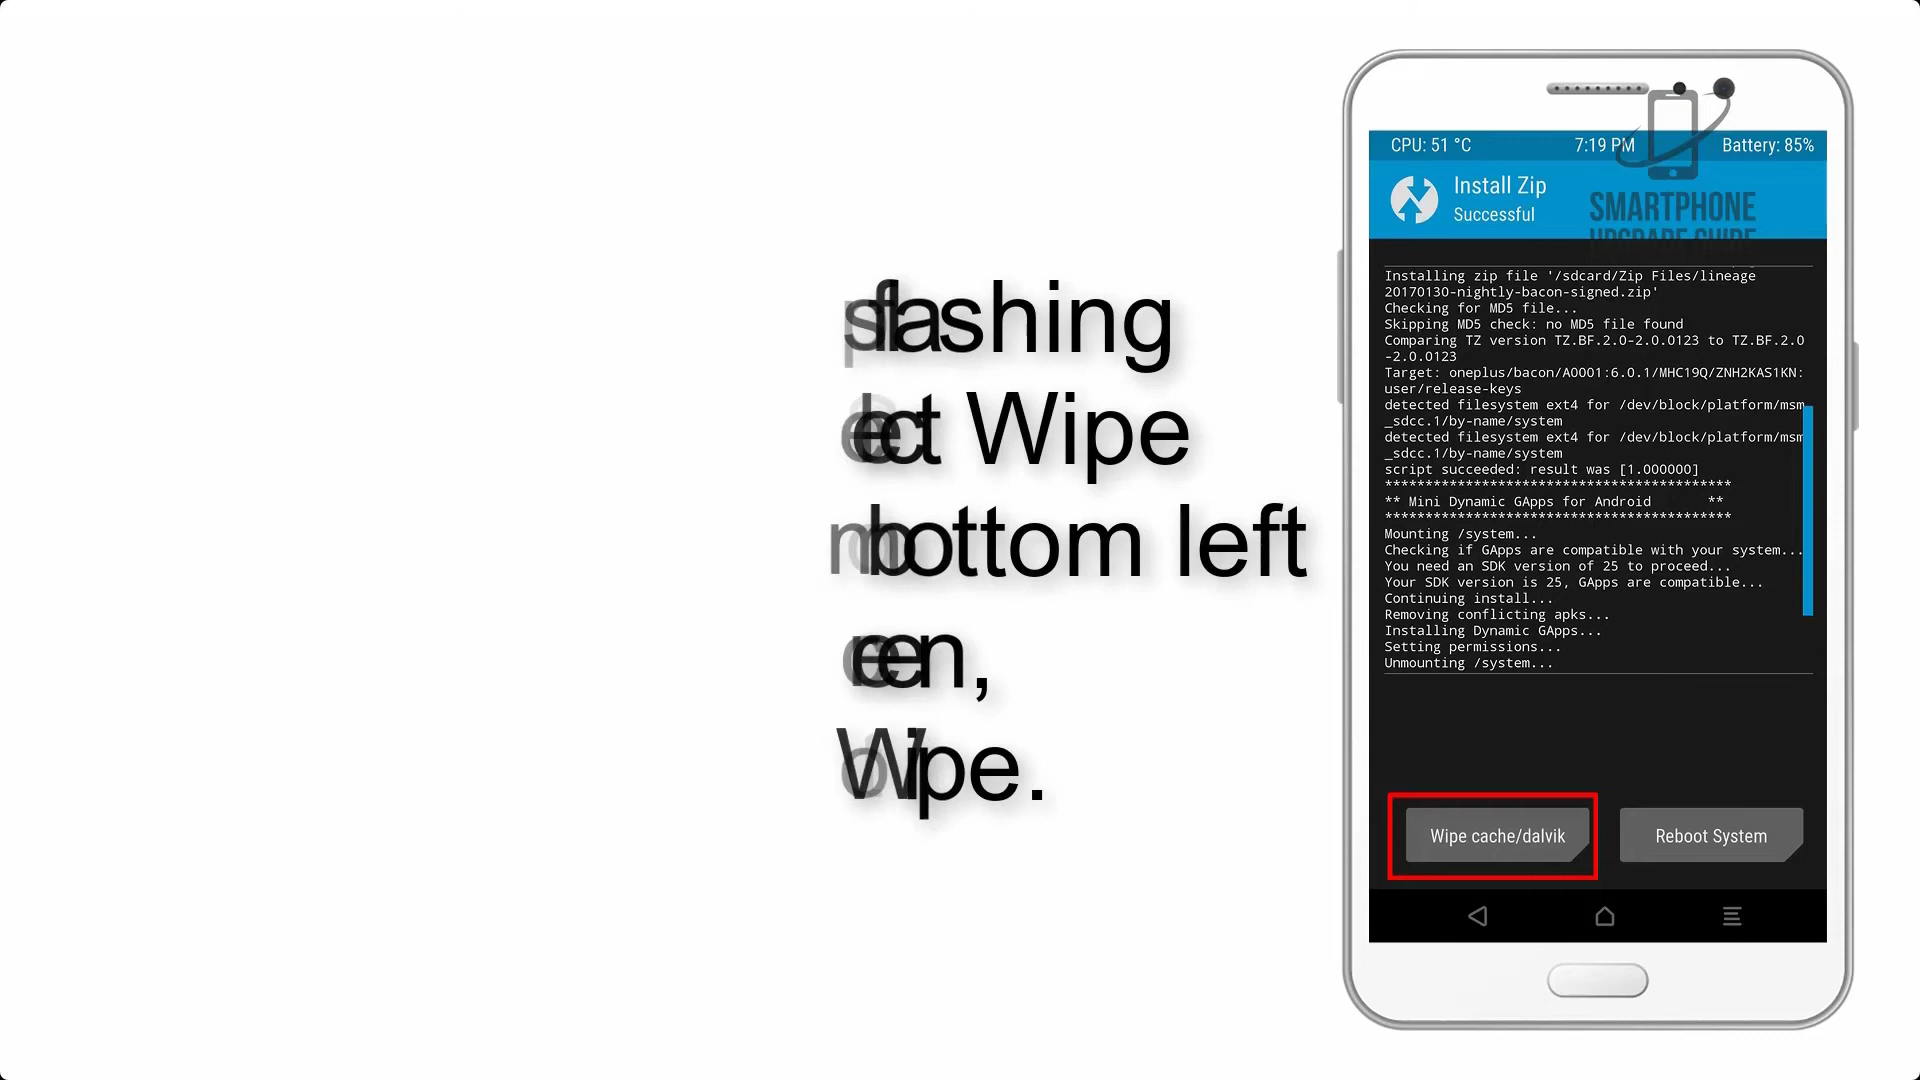 flashing
Wipe
bottom left
Wipe.
CPU: 51 °C
7:19 PM
Battery: 85%
Install Zip
Successful
SMARTPHONE
UPGRADE GUIDE
Installing zip file '/sdcard/Zip Files/lineage
20170130-nightly-bacon-signed.zip'
Checking for MD5 file...
Skipping MD5 check: no MD5 file found
Comparing TZ version TZ.BF.2.0-2.0.0123 to TZ.BF.2.0
-2.0.0123
Target: oneplus/bacon/A0001:6.0.1/MHC19Q/ZNH2KAS1KN:
user/release-keys
detected filesystem ext4 for /dev/block/platform/msm
_sdcc.1/by-name/system
detected filesystem ext4 for /dev/block/platform/msm
_sdcc.1/by-name/system
script succeeded: result was [1.000000]
******************************************
** Mini Dynamic GApps for Android **
******************************************
Mounting /system...
Checking if GApps are compatible with your system...
You need an SDK version of 25 to proceed...
Your SDK version is 25, GApps are compatible...
Continuing install...
Removing conflicting apks...
Installing Dynamic GApps...
Setting permissions...
Unmounting /system...
Wipe cache/dalvik
Reboot System